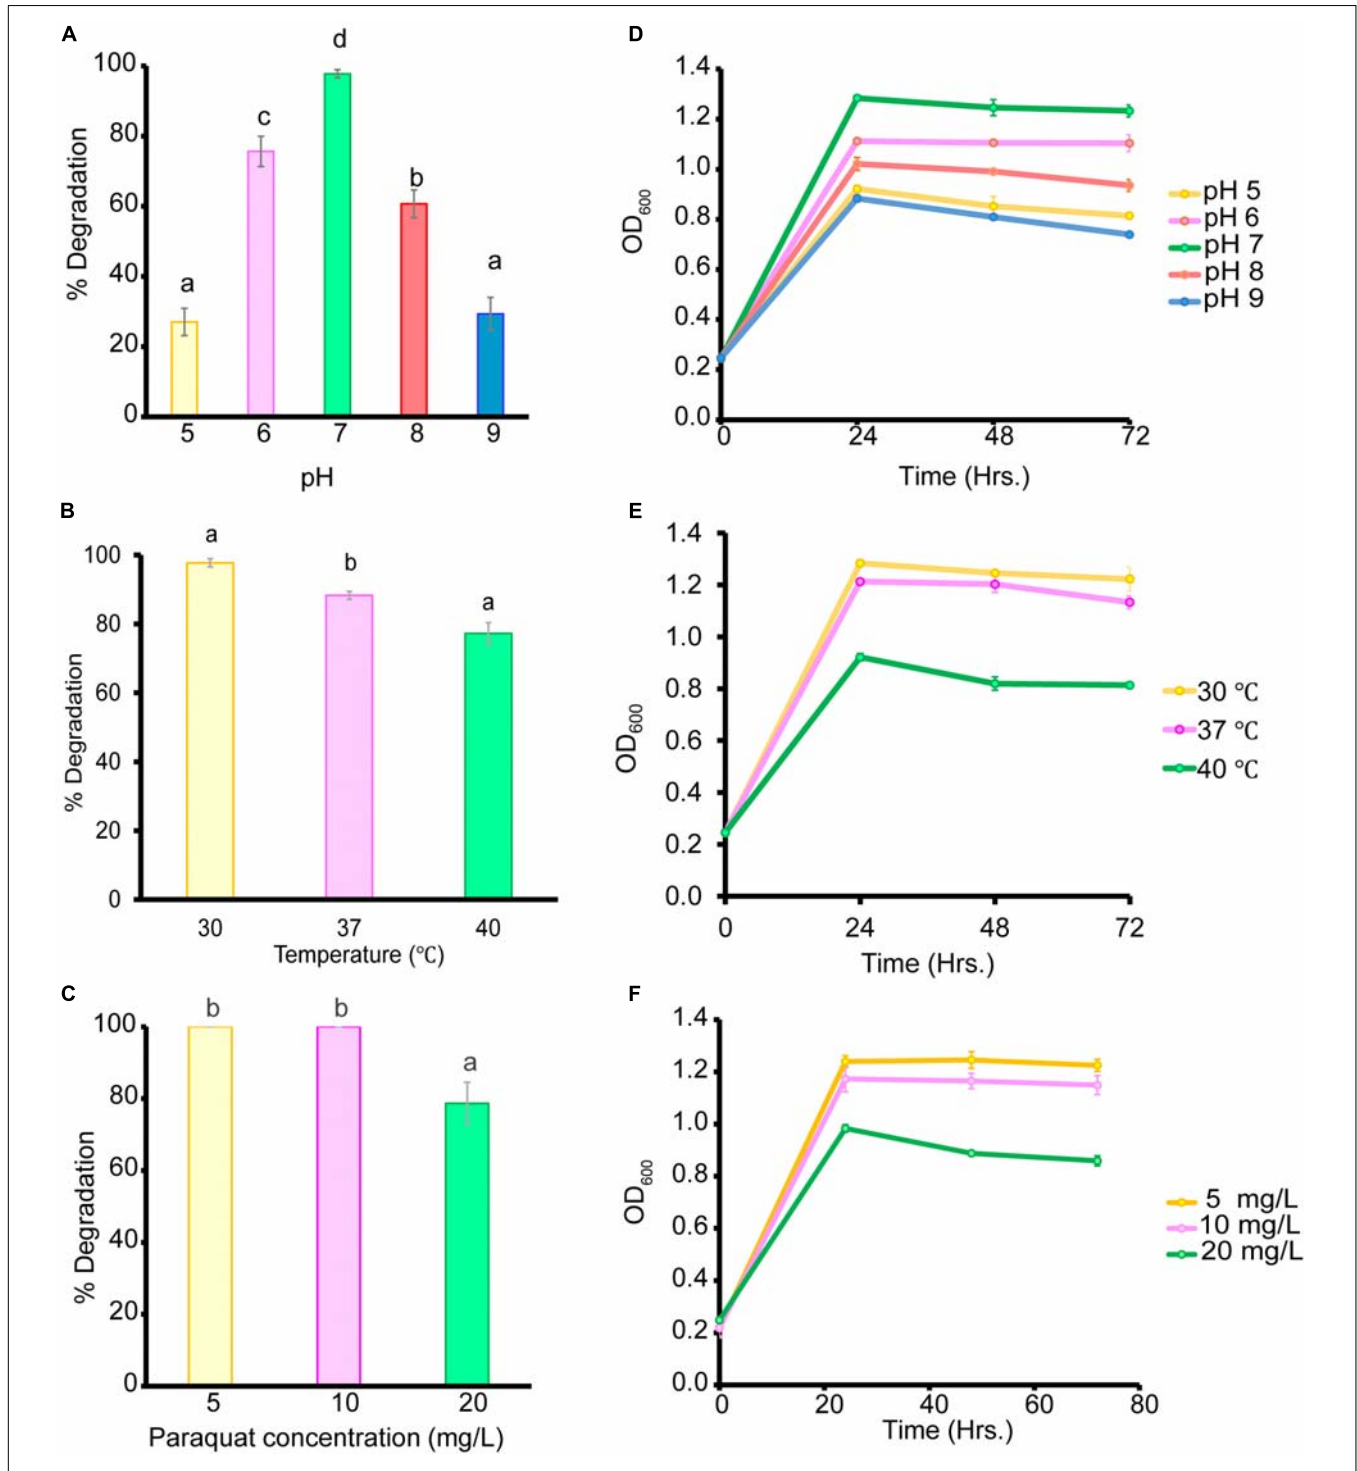 A
d
100
c
80
b
60
% Degradation
a
a
40
20
0
5 6 7 8 9
pH
D
1.4
1.2
1.0
0.8
OD600
0.6
0.4
0.2
0.0
0 24 48 72
Time (Hrs.)
pH 5
pH 6
pH 7
pH 8
pH 9
B
a
b
a
100
80
60
40
20
0
% Degradation
30 37 40
Temperature (℃)
E
1.4
1.2
1.0
0.8
0.6
0.4
0.2
0.0
OD600
0 24 48 72
Time (Hrs.)
30 ℃
37 ℃
40 ℃
C
b b
a
100
80
60
40
20
0
% Degradation
5 10 20
Paraquat concentration (mg/L)
F
1.4
1.2
1.0
0.8
0.6
0.4
0.2
0.0
OD600
0 20 40 60 80
Time (Hrs.)
5 mg/L
10 mg/L
20 mg/L